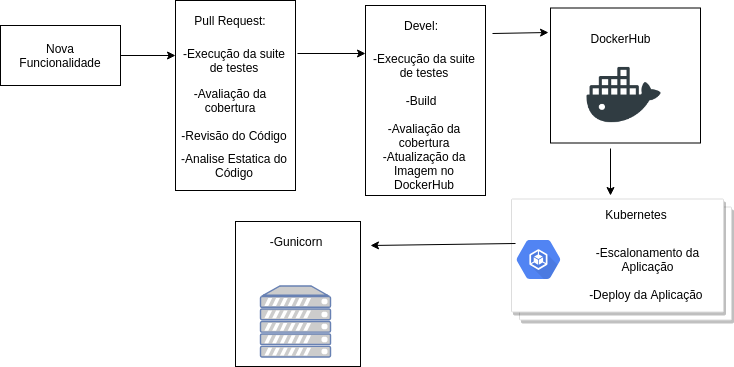 Nova
Funcionalidade
Pull Request:
-Execução da suite
de testes
-Avaliação da
cobertura
-Revisão do Código
-Analise Estatica do
Código
Devel:
-Execução da suite
de testes
-Build
-Avaliação da
cobertura
-Atualização da
Imagem no
DockerHub
DockerHub
Kubernetes
-Escalonamento da
Aplicação
-Deploy da Aplicação
-Gunicorn